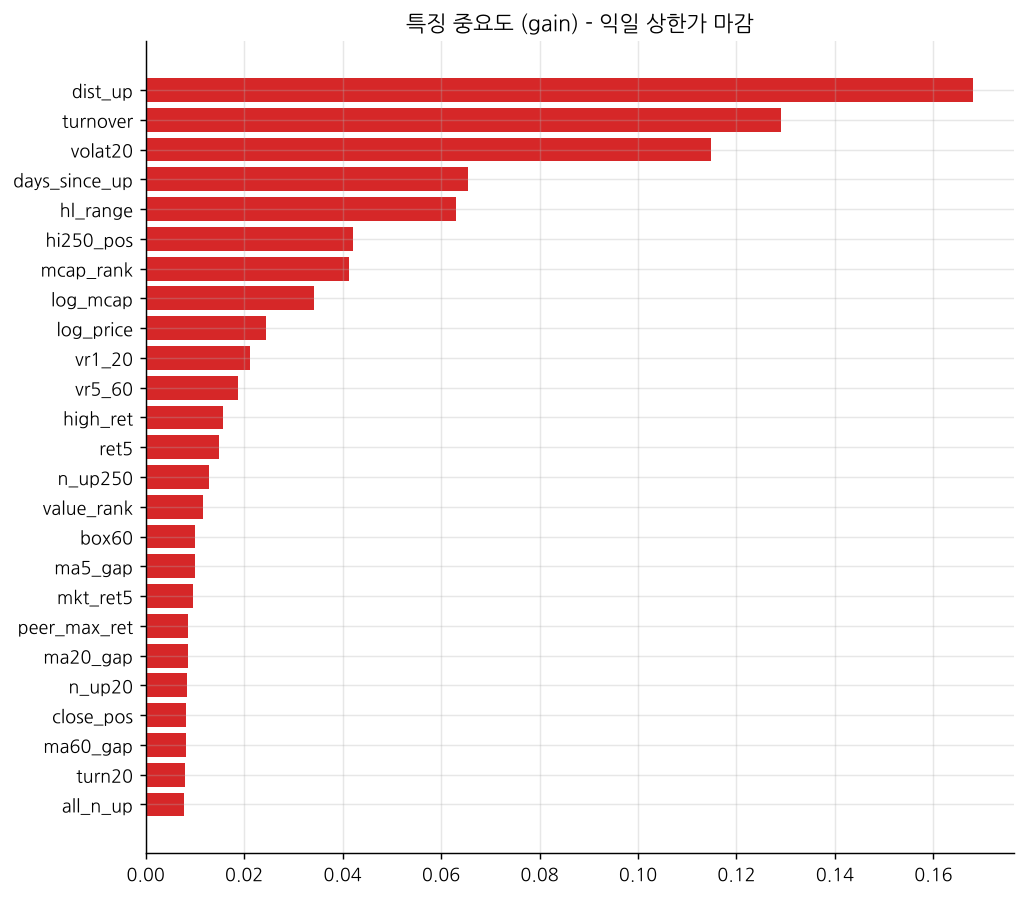 특징 중요도 (gain) - 익일 상한가 마감
dist_up
turnover
volat20
days_since_up
hl_range
hi250_pos
mcap_rank
log_mcap
log_price
vr1_20
vr5_60
high_ret
ret5
n_up250
value_rank
box60
ma5_gap
mkt_ret5
peer_max_ret
ma20_gap
n_up20
close_pos
ma60_gap
turn20
all_n_up
0.00 0.02 0.04 0.06 0.08 0.10 0.12 0.14 0.16